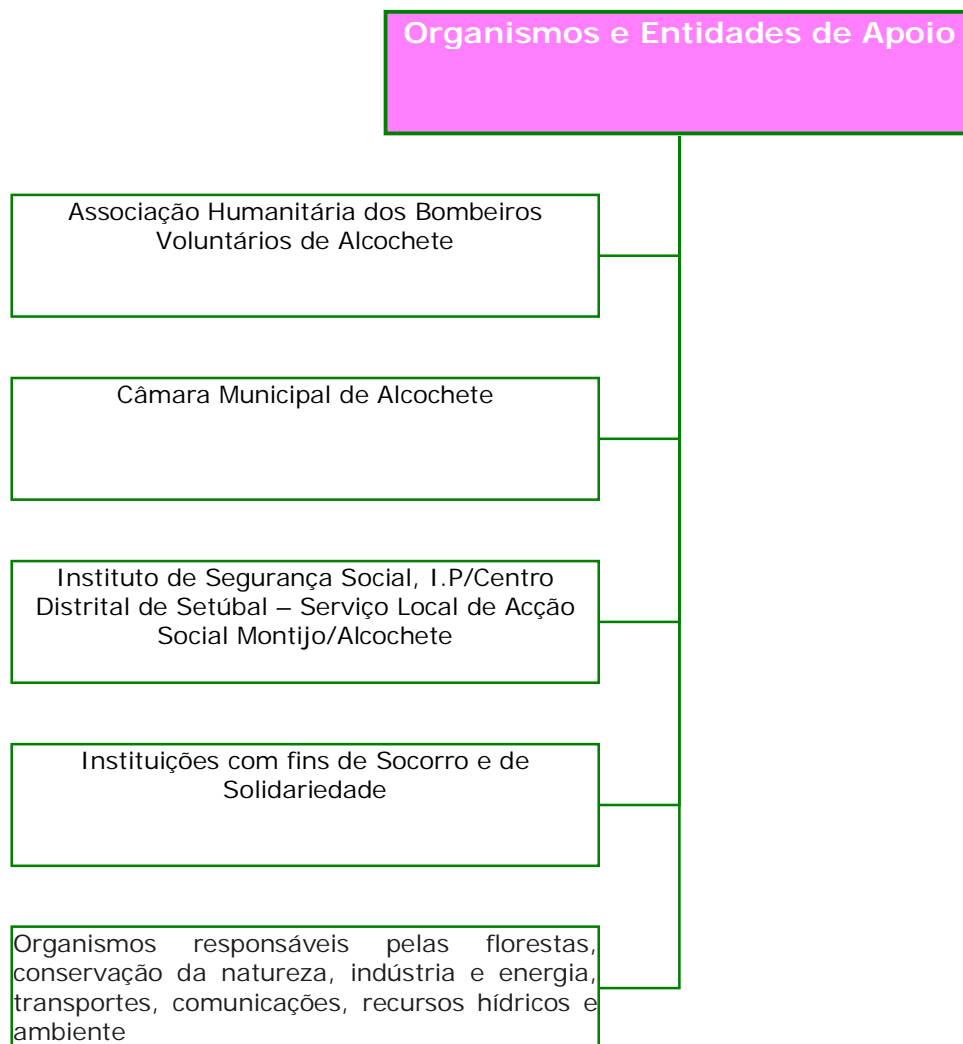 Organismos e Entidades de Apoio
Associação Humanitária dos Bombeiros
Voluntários de Alcochete
Câmara Municipal de Alcochete
Instituto de Segurança Social, I.P/Centro
Distrital de Setúbal – Serviço Local de Acção
Social Montijo/Alcochete
Instituições com fins de Socorro e de
Solidariedade
Organismos responsáveis pelas florestas,
conservação da natureza, indústria e energia,
transportes, comunicações, recursos hídricos e
ambiente